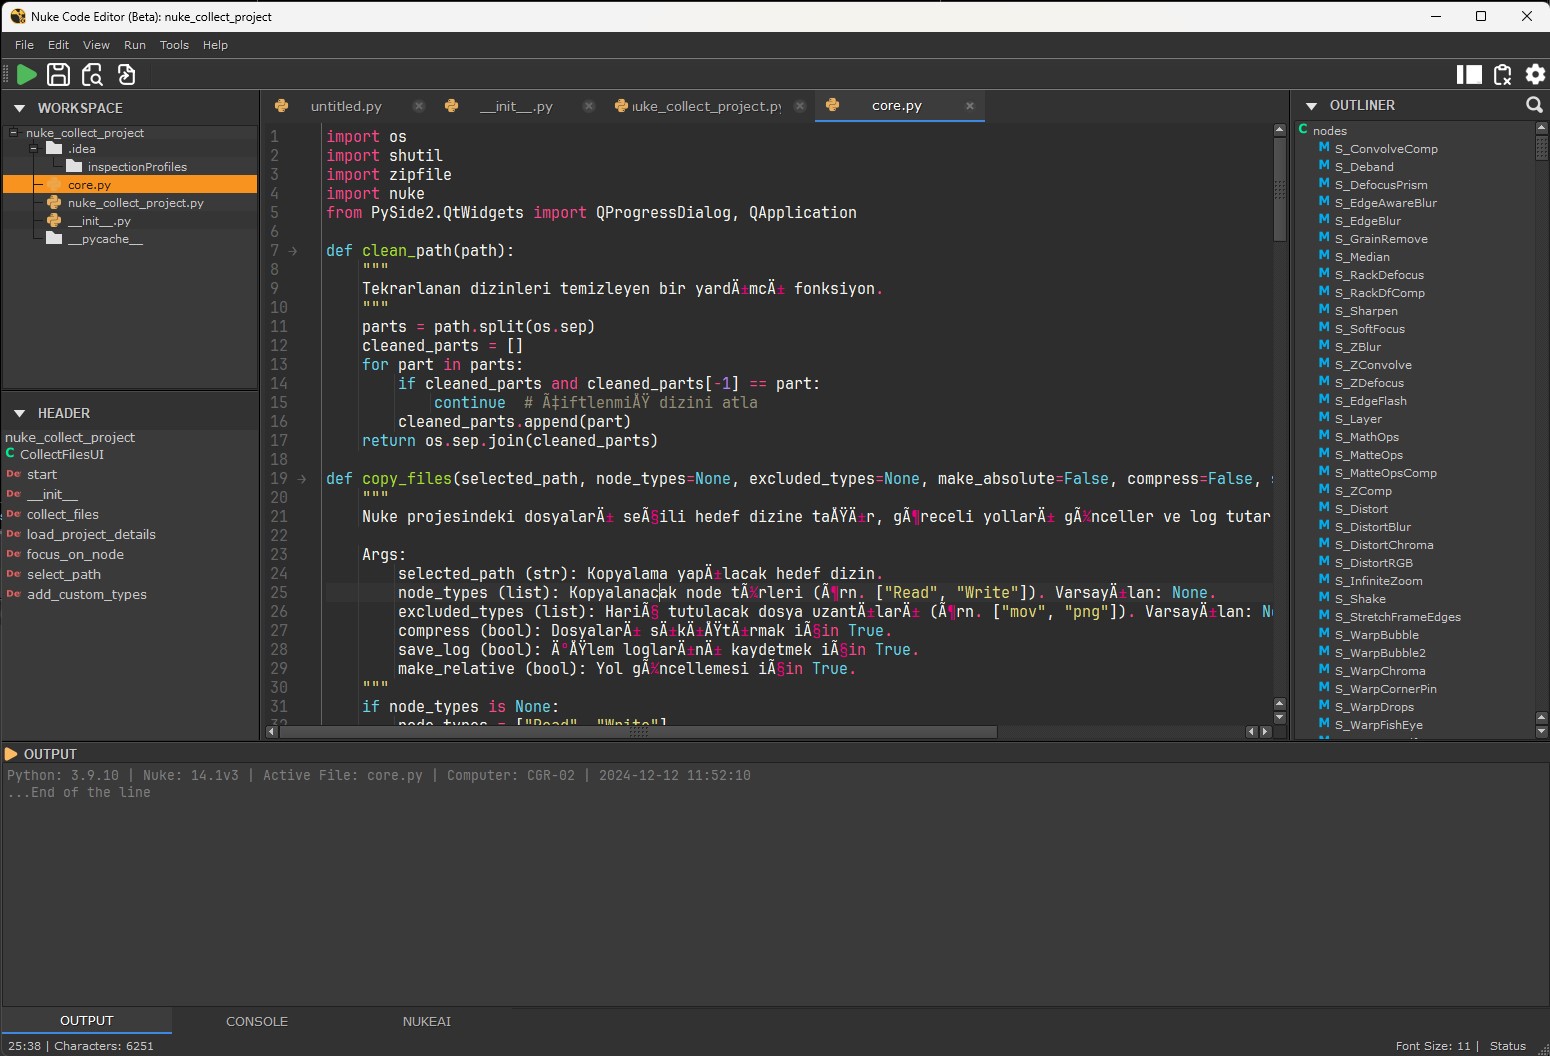 Nuke Code Editor (Beta): nuke_collect_project
File Edit View Run Tools Help
WORKSPACE
nuke_collect_project
.idea
inspectionProfiles
core.py
nuke_collect_project.py
__init__.py
__pycache__
HEADER
nuke_collect_project
C CollectFilesUI
De start
De __init__
De collect_files
De load_project_details
De focus_on_node
De select_path
De add_custom_types
untitled.py __init__.py uke_collect_project.py core.py
1 import os
2 import shutil
3 import zipfile
4 import nuke
5 from PySide2.QtWidgets import QProgressDialog, QApplication
6
7 def clean_path(path):
8 """
9 Tekrarlanan dizinleri temizleyen bir yardÄ±mcÄ± fonksiyon.
10 """
11 parts = path.split(os.sep)
12 cleaned_parts = []
13 for part in parts:
14 if cleaned_parts and cleaned_parts[-1] == part:
15 continue # Ã‡iftlenmiÅŸ dizini atla
16 cleaned_parts.append(part)
17 return os.sep.join(cleaned_parts)
18
19 def copy_files(selected_path, node_types=None, excluded_types=None, make_absolute=False, compress=False,
20 """
21 Nuke projesindeki dosyalarÄ± seÃ§ili hedef dizine taÅŸÄ±r, gÃ¶receli yollarÄ± gÃ¼nceller ve log tutar
22
23 Args:
24 selected_path (str): Kopyalama yapÄ±lacak hedef dizin.
25 node_types (list): Kopyalanacak node tÃ¼rleri (Ã¶rn. ["Read", "Write"]). VarsayÄ±lan: None.
26 excluded_types (list): HariÃ§ tutulacak dosya uzantÄ±larÄ± (Ã¶rn. ["mov", "png"]). VarsayÄ±lan: No
27 compress (bool): DosyalarÄ± sÄ±kÄ±ÅŸtÄ±rmak iÃ§in True.
28 save_log (bool): Ä°ÅŸlem loglarÄ±nÄ± kaydetmek iÃ§in True.
29 make_relative (bool): Yol gÃ¼ncellemesi iÃ§in True.
30 """
31 if node_types is None:
32 node_types = ["Read", "Write"]
OUTLINER
C nodes
M S_ConvolveComp
M S_Deband
M S_DefocusPrism
M S_EdgeAwareBlur
M S_EdgeBlur
M S_GrainRemove
M S_Median
M S_RackDefocus
M S_RackDfComp
M S_Sharpen
M S_SoftFocus
M S_ZBlur
M S_ZConvolve
M S_ZDefocus
M S_EdgeFlash
M S_Layer
M S_MathOps
M S_MatteOps
M S_MatteOpsComp
M S_ZComp
M S_Distort
M S_DistortBlur
M S_DistortChroma
M S_DistortRGB
M S_InfiniteZoom
M S_Shake
M S_StretchFrameEdges
M S_WarpBubble
M S_WarpBubble2
M S_WarpChroma
M S_WarpCornerPin
M S_WarpDrops
M S_WarpFishEye
OUTPUT
Python: 3.9.10 | Nuke: 14.1v3 | Active File: core.py | Computer: CGR-02 | 2024-12-12 11:52:10
...End of the line
OUTPUT CONSOLE NUKEAI
25:38 | Characters: 6251
Font Size: 11 | Status